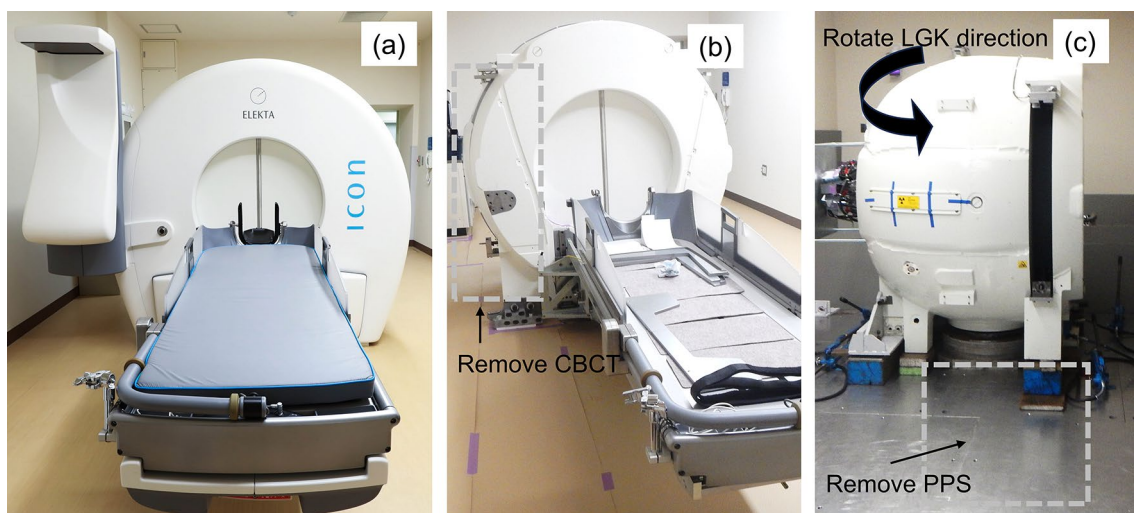 (a)
ELEKTA
icon
(b)
Remove CBCT
Rotate LGK direction
(c)
Remove PPS